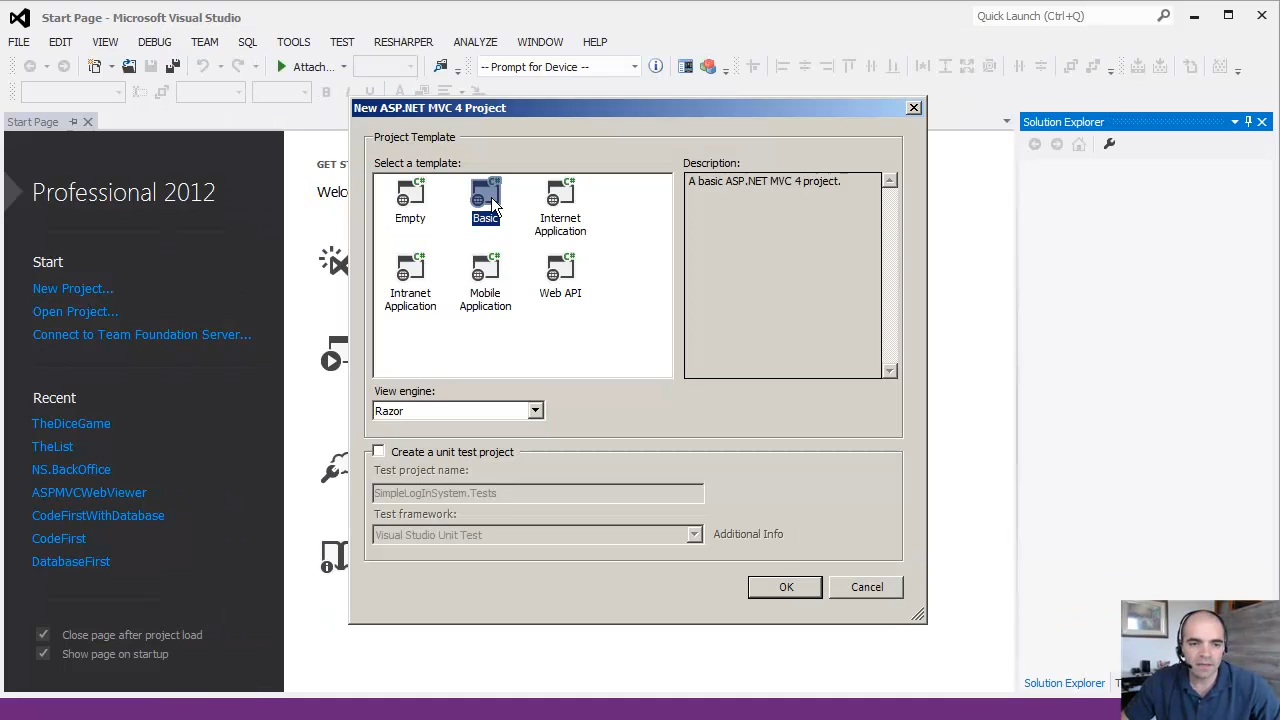 Start Page - Microsoft Visual Studio
Quick Launch (Ctrl+Q)
FILE EDIT VIEW DEBUG TEAM SQL TOOLS TEST RESHARPER ANALYZE WINDOW HELP
Attach...
-- Prompt for Device --
Start Page
Solution Explorer
New ASP.NET MVC 4 Project
Project Template
Select a template:
Description:
A basic ASP.NET MVC 4 project.
C# C# C#
Empty
Basic
Internet
Application
C# C# C#
Intranet
Application
Mobile
Application
Web API
View engine:
Razor
Create a unit test project
Test project name:
SimpleLogInSystem.Tests
Test framework:
Visual Studio Unit Test
Additional Info
OK
Cancel
Professional 2012
Start
New Project...
Open Project...
Connect to Team Foundation Server...
Recent
TheDiceGame
TheList
NS.BackOffice
ASPMVCWebViewer
CodeFirstWithDatabase
CodeFirst
DatabaseFirst
Close page after project load
Show page on startup
GET ST
Welc
Solution Explorer